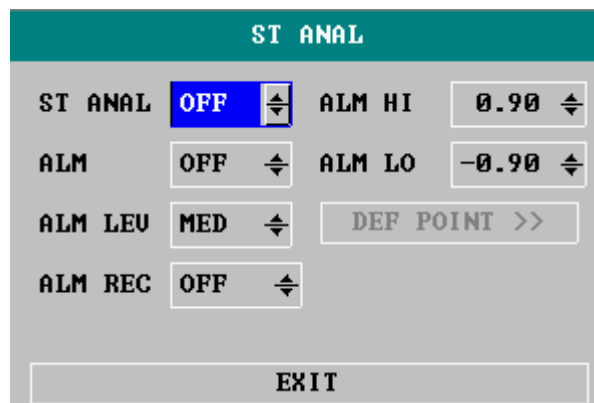 ST ANAL
ST ANAL OFF ALM HI 0.90
ALM OFF ALM LO -0.90
ALM LEV MED DEF POINT >>
ALM REC OFF
EXIT